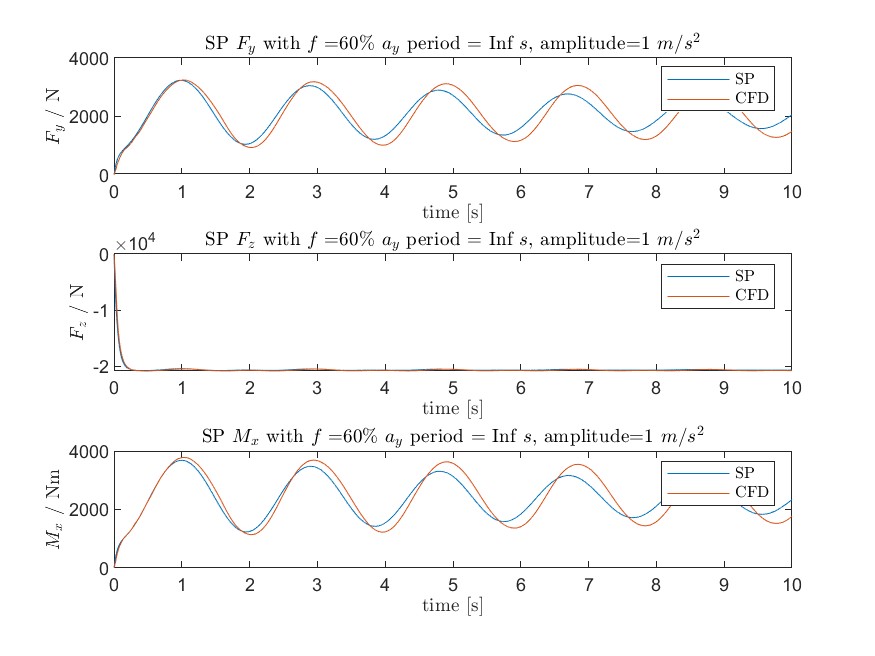 SP F_y with f =60% a_y period = Inf s, amplitude=1 m/s^2
4000
2000
0
F_y / N
SP
CFD
0 1 2 3 4 5 6 7 8 9 10
time [s]
×10^4
SP F_z with f =60% a_y period = Inf s, amplitude=1 m/s^2
0
-1
-2
F_z / N
SP
CFD
0 1 2 3 4 5 6 7 8 9 10
time [s]
SP M_x with f =60% a_y period = Inf s, amplitude=1 m/s^2
4000
2000
0
M_x / Nm
SP
CFD
0 1 2 3 4 5 6 7 8 9 10
time [s]